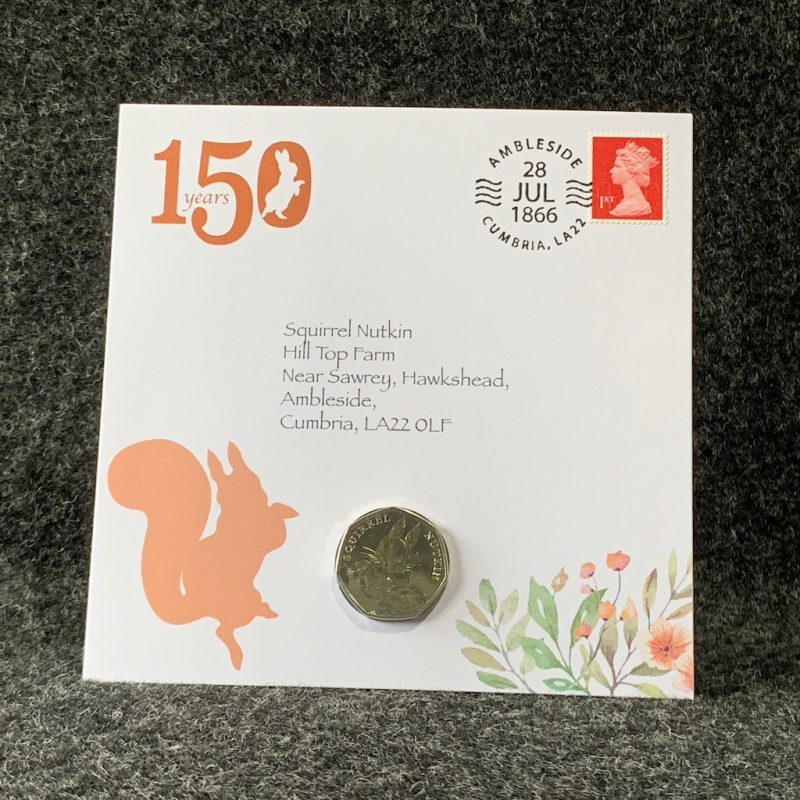 150
years
AMBLESIDE
28
JUL
1866
CUMBRIA, LA22
1ST
Squirrel Nutkin
Hill Top Farm
Near Sawrey, Hawkshead,
Ambleside,
Cumbria, LA22 0LF
SQUIRREL NUTKIN